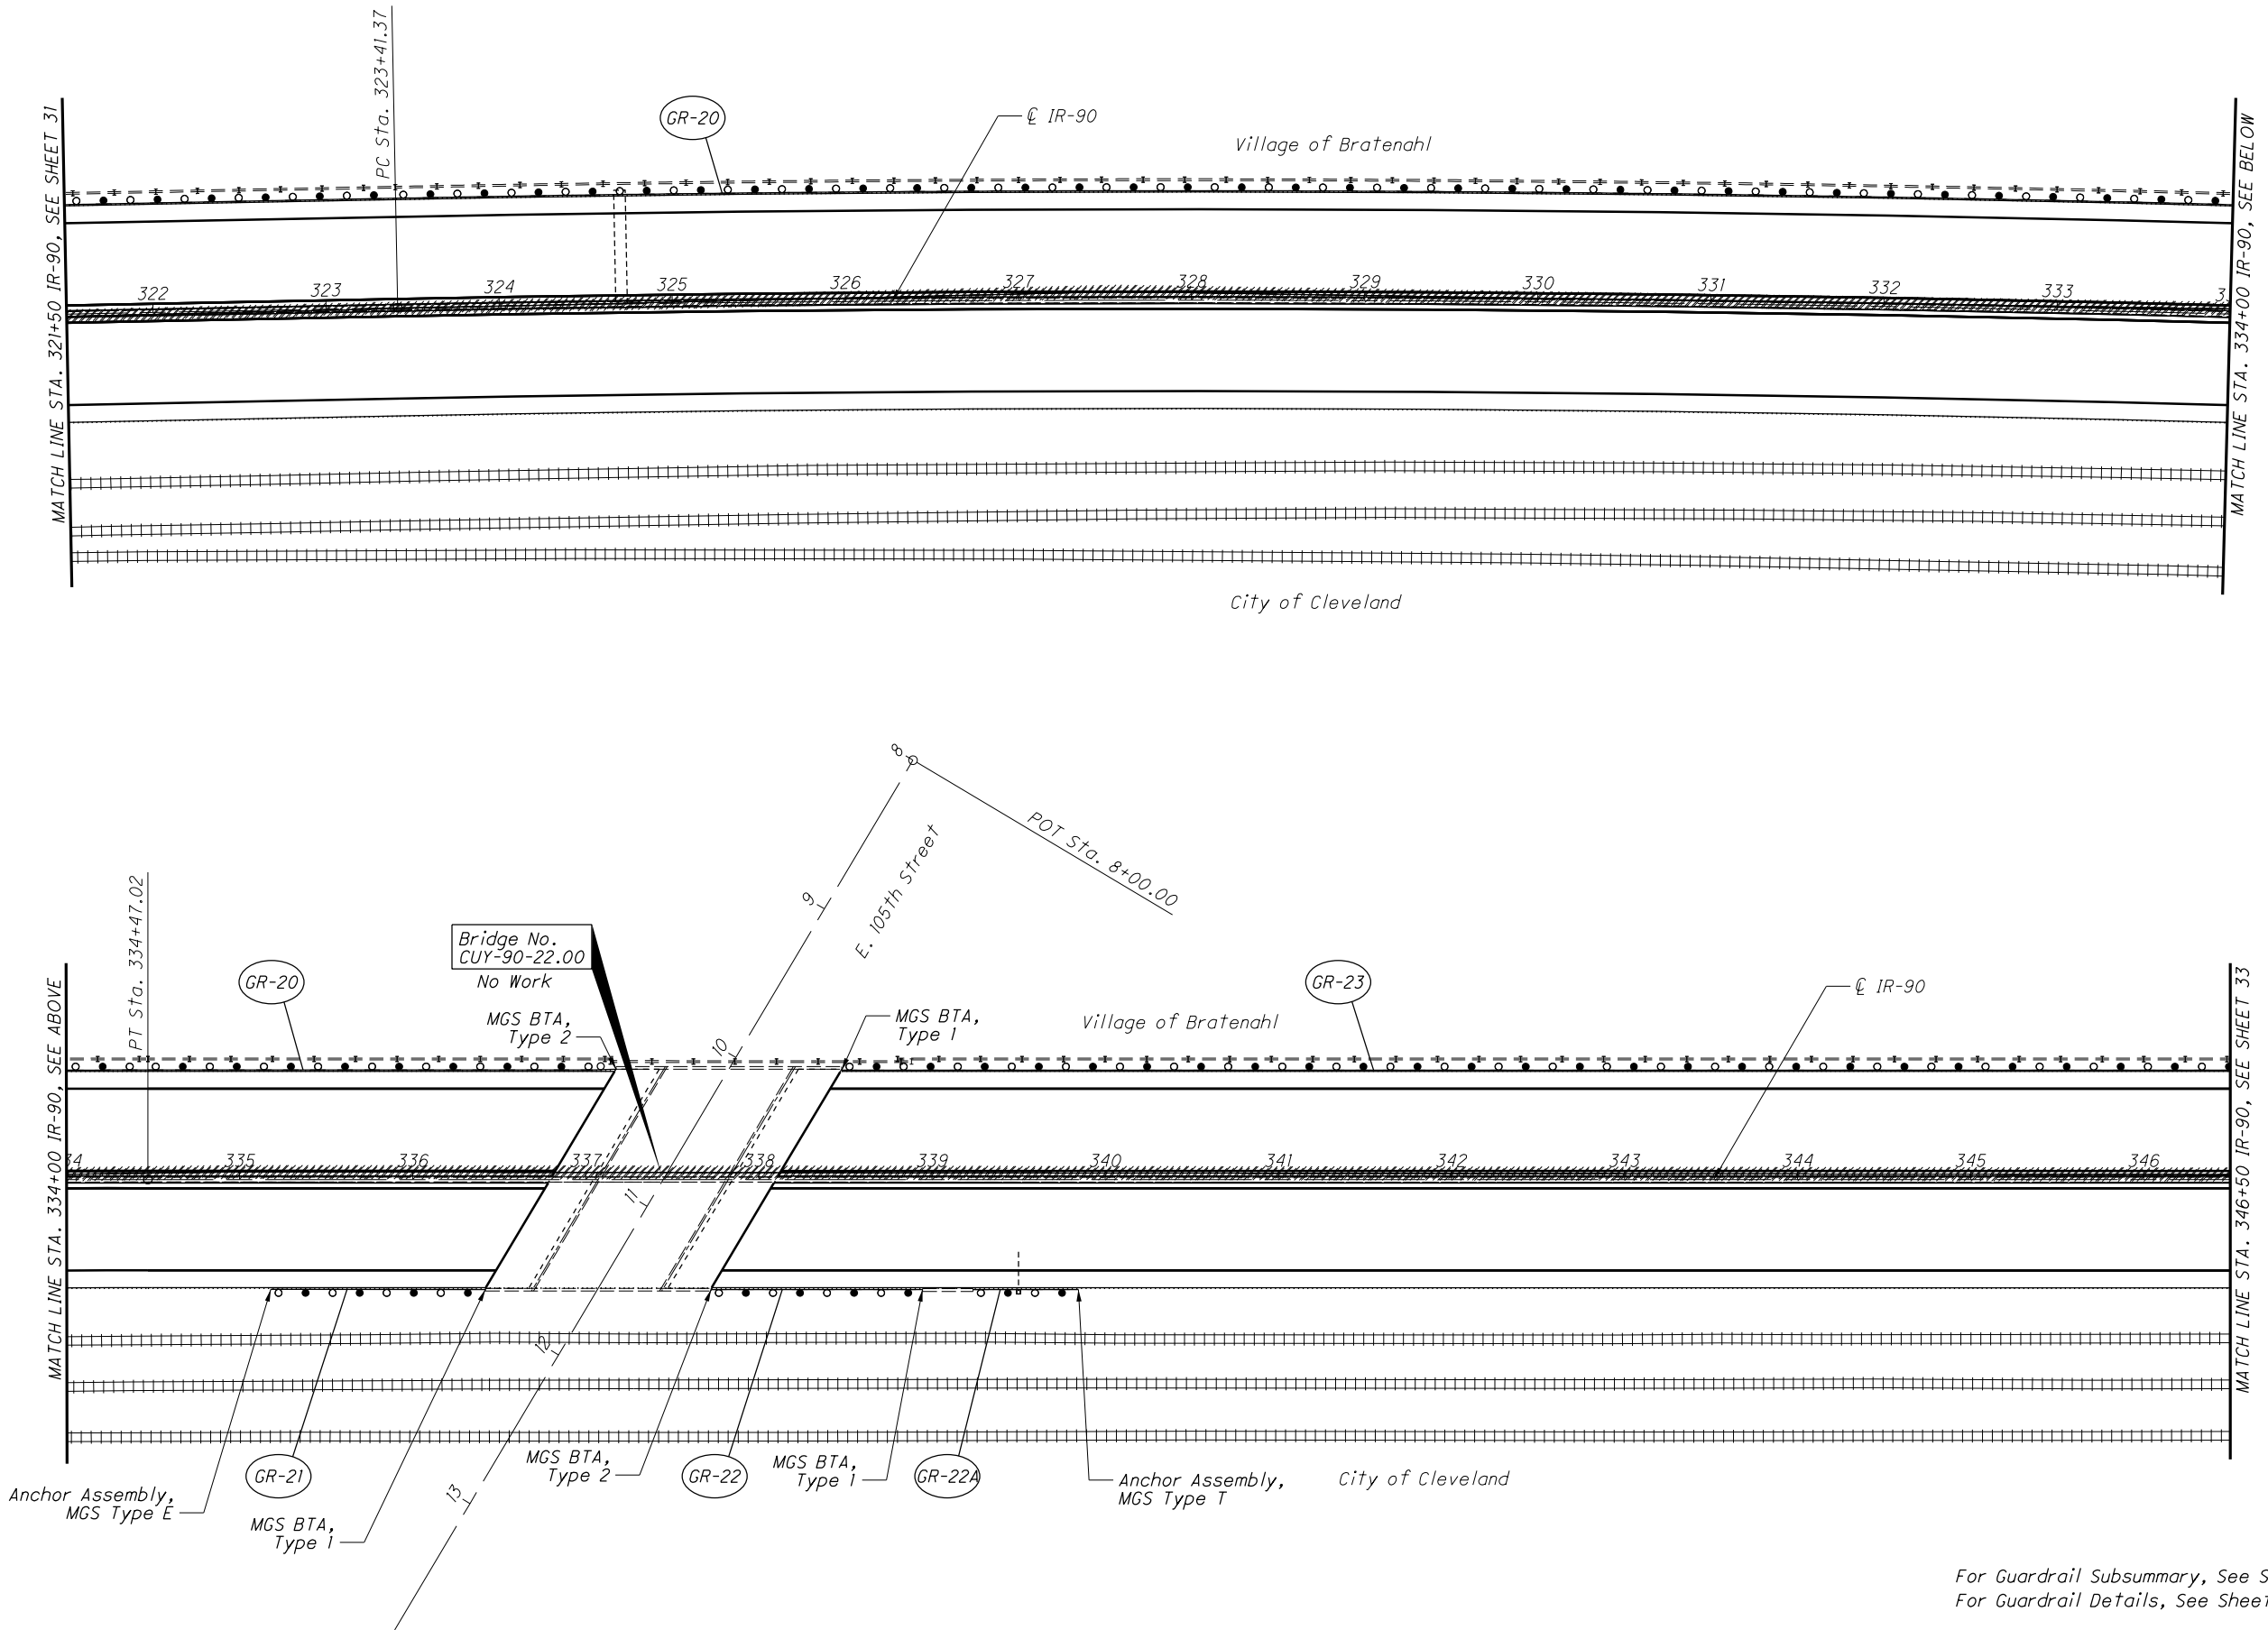 PC Sta. 323+41.37
GR-20
℄ IR-90
Village of Bratenahl
MATCH LINE STA. 321+50 IR-90, SEE SHEET 31
MATCH LINE STA. 334+00 IR-90, SEE BELOW
322 323 324 325 326 327 328 329 330 331 332 333
City of Cleveland
8
POT Sta. 8+00.00
9
E. 105th Street
PT Sta. 334+47.02
Bridge No.
CUY-90-22.00
No Work
GR-20
GR-23
℄ IR-90
MGS BTA,
Type 2
10
MGS BTA,
Type 1
Village of Bratenahl
MATCH LINE STA. 334+00 IR-90, SEE ABOVE
MATCH LINE STA. 346+50 IR-90, SEE SHEET 33
34 335 336 337 338 339 340 341 342 343 344 345 346
11
12
13
GR-21
MGS BTA,
Type 2
GR-22
MGS BTA,
Type 1
GR-22A
Anchor Assembly,
MGS Type T
City of Cleveland
Anchor Assembly,
MGS Type E
MGS BTA,
Type 1
For Guardrail Subsummary, See
For Guardrail Details, See